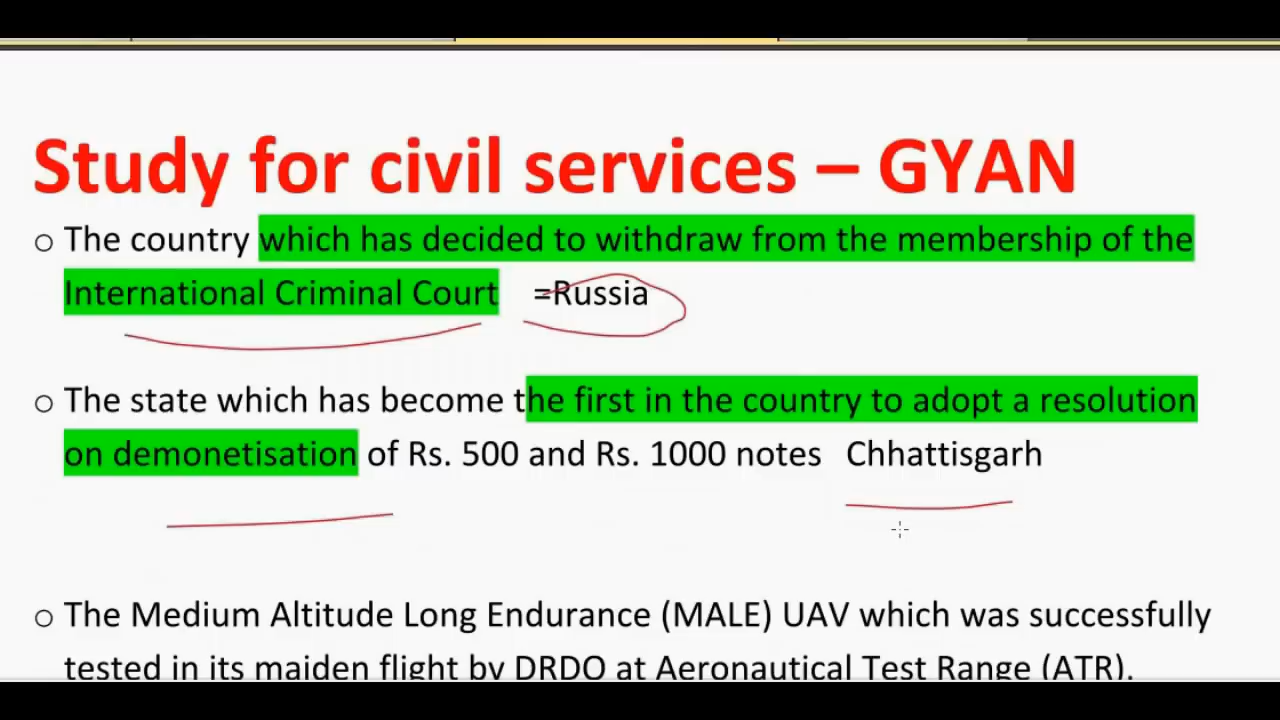 Study for civil services – GYAN
o The country which has decided to withdraw from the membership of the
International Criminal Court =Russia
o The state which has become the first in the country to adopt a resolution
on demonetisation of Rs. 500 and Rs. 1000 notes Chhattisgarh
o The Medium Altitude Long Endurance (MALE) UAV which was successfully
tested in its maiden flight by DRDO at Aeronautical Test Range (ATR).